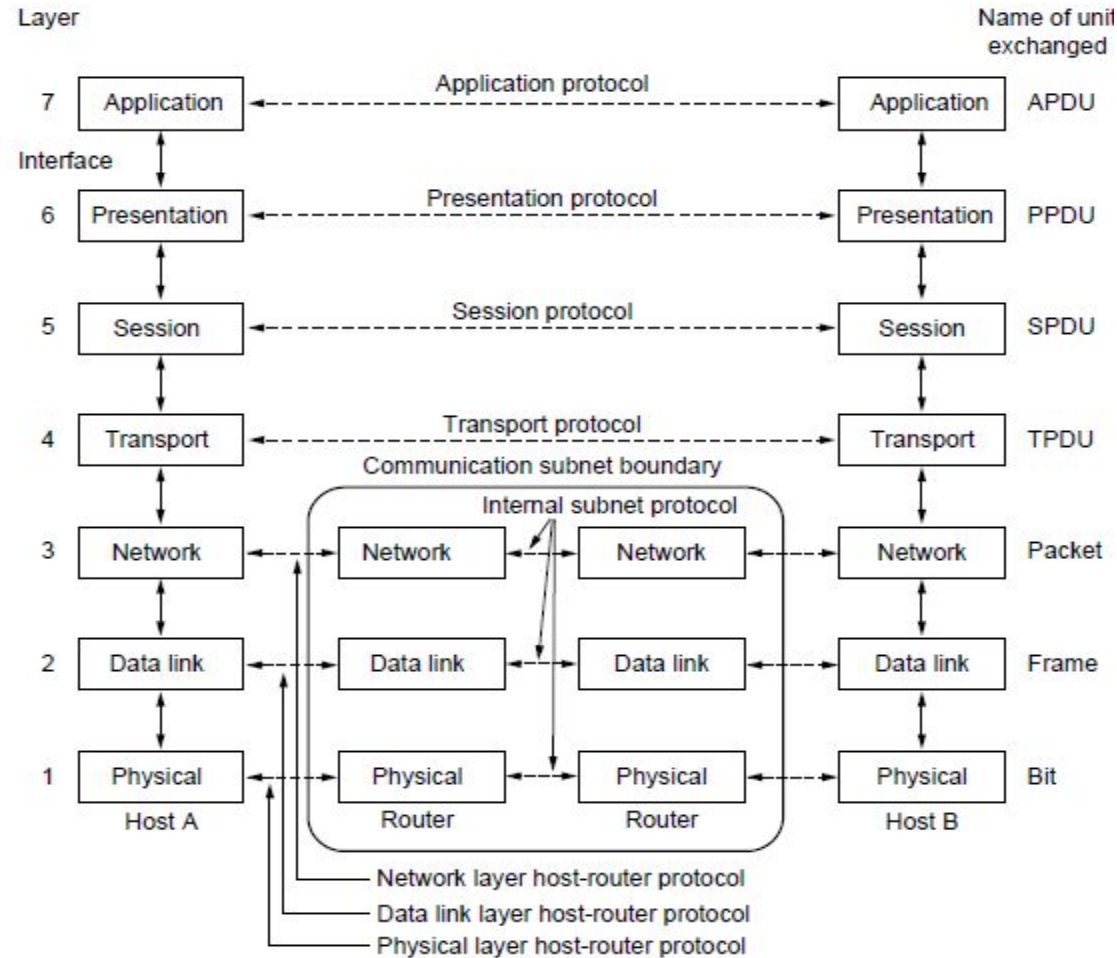 Layer
Name of unit
exchanged
7 Application Application protocol Application APDU
Interface
6 Presentation Presentation protocol Presentation PPDU
5 Session Session protocol Session SPDU
4 Transport Transport protocol Transport TPDU
Communication subnet boundary
Internal subnet protocol
3 Network Network Network Network Packet
2 Data link Data link Data link Data link Frame
1 Physical Physical Physical Physical Bit
Host A Router Router Host B
Network layer host-router protocol
Data link layer host-router protocol
Physical layer host-router protocol